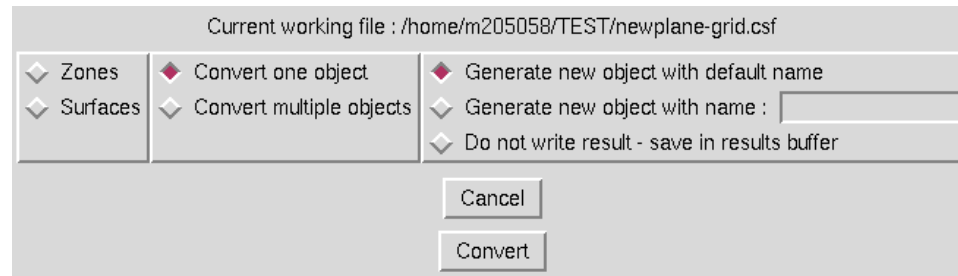 Current working file : /home/m205058/TEST/newplane-grid.csf
Zones
Surfaces
Convert one object
Convert multiple objects
Generate new object with default name
Generate new object with name :
Do not write result - save in results buffer
Cancel
Convert